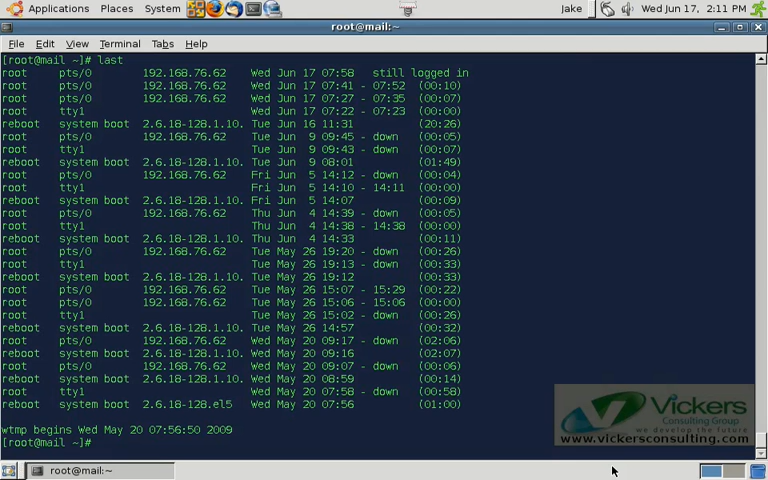 Applications Places System Jake Wed Jun 17, 2:11 PM
root@mail:~
File Edit View Terminal Tabs Help
[root@mail ~]# last
root pts/0 192.168.76.62 Wed Jun 17 07:58 still logged in
root pts/0 192.168.76.62 Wed Jun 17 07:41 - 07:52 (00:10)
root pts/0 192.168.76.62 Wed Jun 17 07:27 - 07:35 (00:07)
root tty1 Wed Jun 17 07:22 - 07:23 (00:00)
reboot system boot 2.6.18-128.1.10. Tue Jun 16 11:31 (20:26)
root pts/0 192.168.76.62 Tue Jun 9 09:45 - down (00:05)
root tty1 Tue Jun 9 09:43 - down (00:07)
reboot system boot 2.6.18-128.1.10. Tue Jun 9 08:01 (01:49)
root pts/0 192.168.76.62 Fri Jun 5 14:12 - down (00:04)
root tty1 Fri Jun 5 14:10 - 14:11 (00:00)
reboot system boot 2.6.18-128.1.10. Fri Jun 5 14:07 (00:09)
root pts/0 192.168.76.62 Thu Jun 4 14:39 - down (00:05)
root tty1 Thu Jun 4 14:38 - 14:38 (00:00)
reboot system boot 2.6.18-128.1.10. Thu Jun 4 14:33 (00:11)
root pts/0 192.168.76.62 Tue May 26 19:20 - down (00:26)
root tty1 Tue May 26 19:13 - down (00:33)
reboot system boot 2.6.18-128.1.10. Tue May 26 19:12 (00:33)
root pts/0 192.168.76.62 Tue May 26 15:07 - 15:29 (00:22)
root pts/0 192.168.76.62 Tue May 26 15:06 - 15:06 (00:00)
root tty1 Tue May 26 15:02 - down (00:26)
reboot system boot 2.6.18-128.1.10. Tue May 26 14:57 (00:32)
root pts/0 192.168.76.62 Wed May 20 09:17 - down (02:06)
reboot system boot 2.6.18-128.1.10. Wed May 20 09:16 (02:07)
root pts/0 192.168.76.62 Wed May 20 09:07 - down (00:06)
reboot system boot 2.6.18-128.1.10. Wed May 20 08:59 (00:14)
root tty1 Wed May 20 07:58 - down (00:58)
reboot system boot 2.6.18-128.el5 Wed May 20 07:56 (01:00)
wtmp begins Wed May 20 07:56:50 2009
[root@mail ~]#
Vickers
Consulting Group
we develop the future
www.vickersconsulting.com
root@mail:~